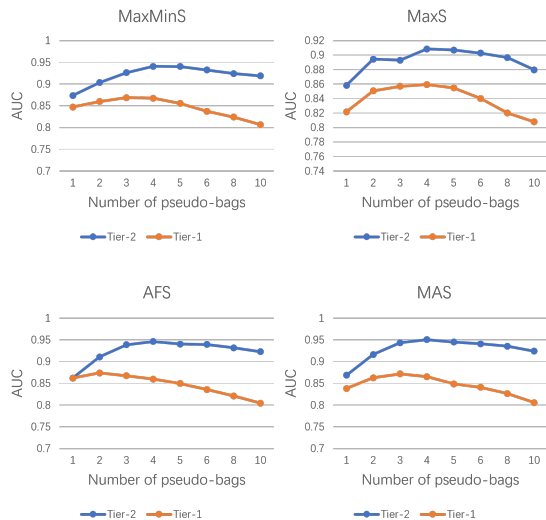 MaxMinS
1
0.95
0.9
0.85
0.8
0.75
0.7
AUC
1 2 3 4 5 6 8 10
Number of pseudo-bags
Tier-2 Tier-1
MaxS
0.92
0.9
0.88
0.86
0.84
0.82
0.8
0.78
0.76
0.74
AUC
1 2 3 4 5 6 8 10
Number of pseudo-bags
Tier-2 Tier-1
AFS
1
0.95
0.9
0.85
0.8
0.75
0.7
AUC
1 2 3 4 5 6 8 10
Number of pseudo-bags
Tier-2 Tier-1
MAS
1
0.95
0.9
0.85
0.8
0.75
0.7
AUC
1 2 3 4 5 6 8 10
Number of pseudo-bags
Tier-2 Tier-1